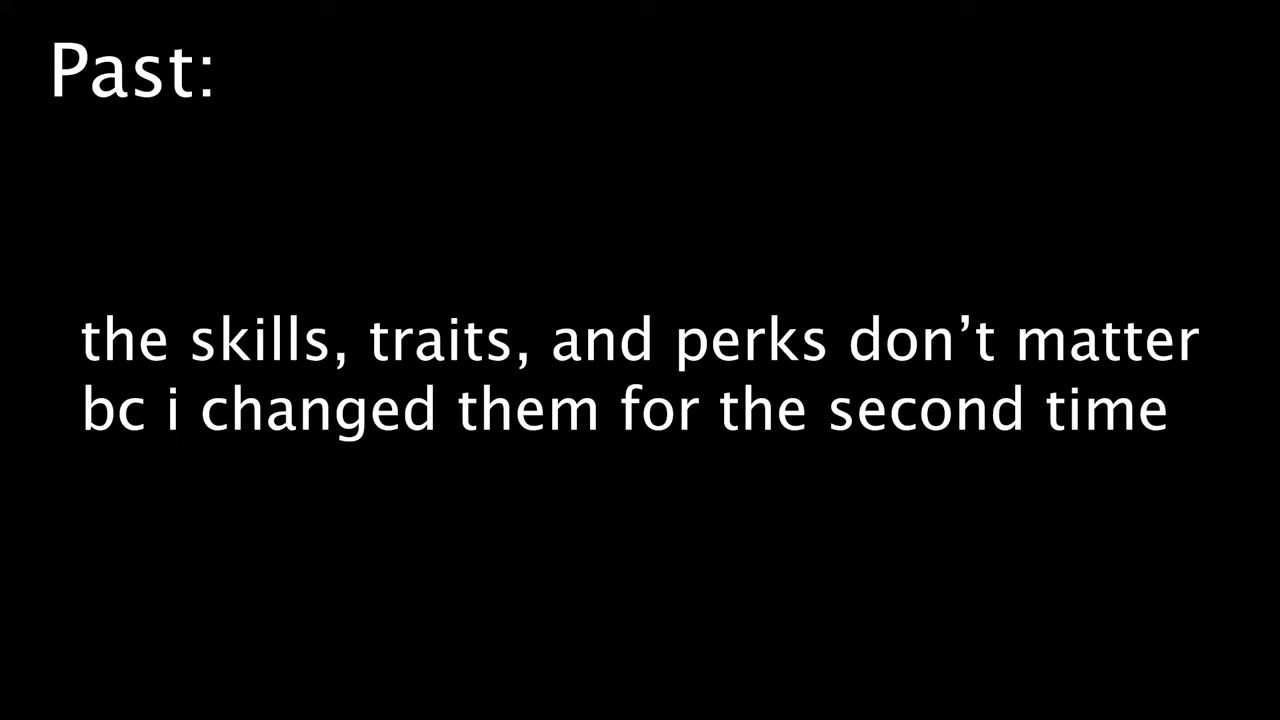 Past:
the skills, traits, and perks don’t matter
bc i changed them for the second time